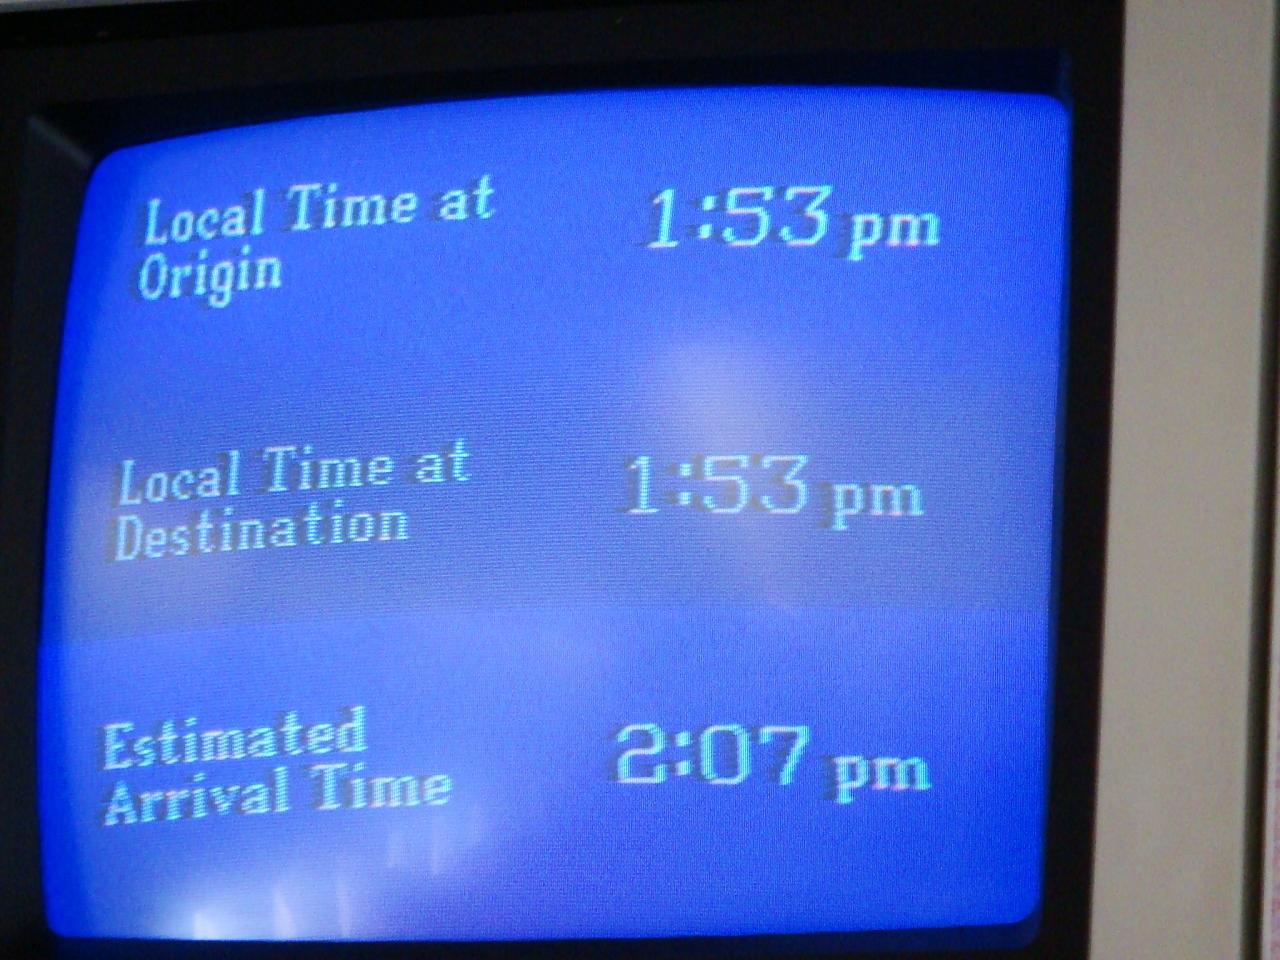 Local Time at 1:53 pm
Origin
Local Time at 1:53 pm
Destination
Estimated 2:07 pm
Arrival Time